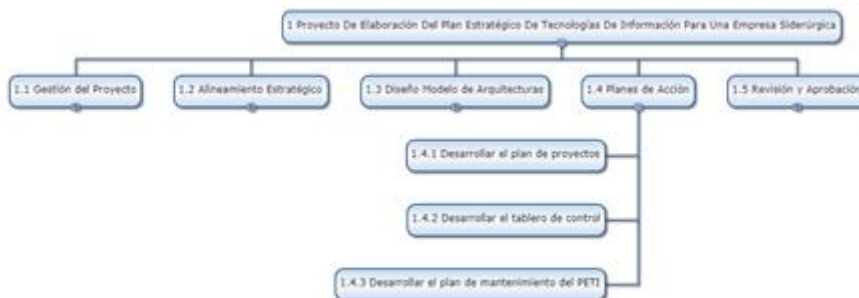 1 Proyecto De Elaboración Del Plan Estratégico De Tecnologías De Información Para Una Empresa Siderúrgica
1.1 Gestión del Proyecto
1.2 Alineamiento Estratégico
1.3 Diseño Modelo de Arquitecturas
1.4 Planes de Acción
1.5 Revisión y Aprobación
1.4.1 Desarrollar el plan de proyectos
1.4.2 Desarrollar el tablero de control
1.4.3 Desarrollar el plan de mantenimiento del PETI